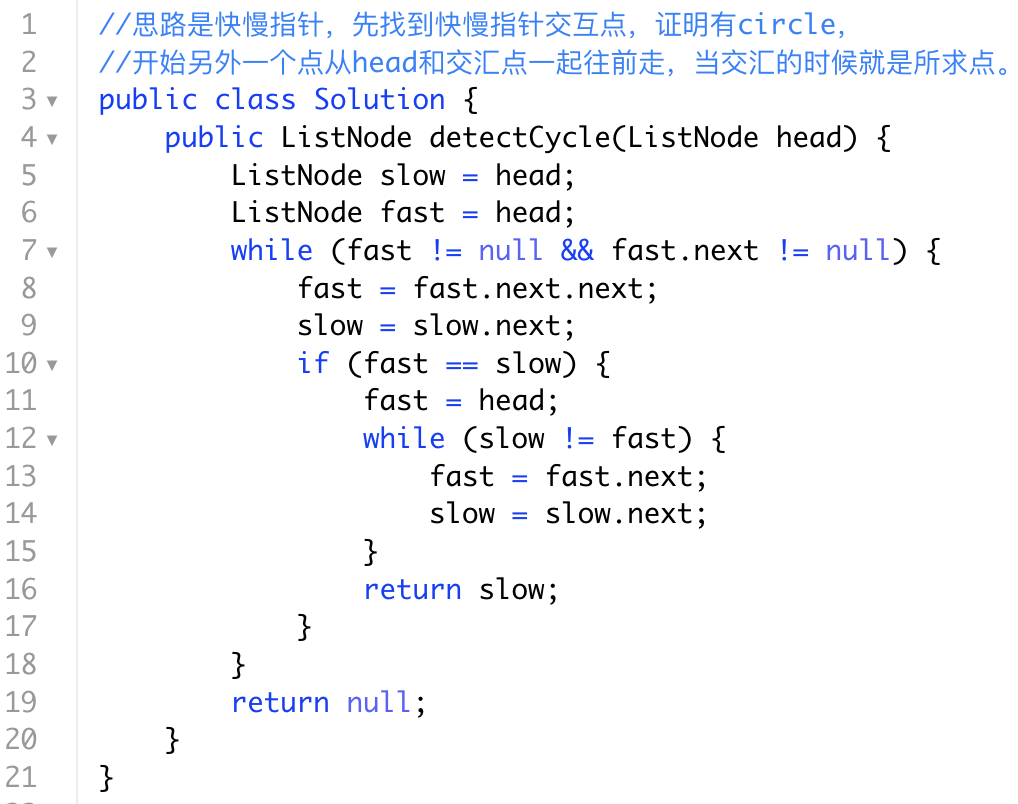 1 //思路是快慢指针，先找到快慢指针交互点，证明有circle，
2 //开始另外一个点从head和交汇点一起往前走，当交汇的时候就是所求点。
3 ▼ public class Solution {
4 ▼     public ListNode detectCycle(ListNode head) {
5         ListNode slow = head;
6         ListNode fast = head;
7 ▼         while (fast != null && fast.next != null) {
8             fast = fast.next.next;
9             slow = slow.next;
10 ▼             if (fast == slow) {
11                 fast = head;
12 ▼                 while (slow != fast) {
13                     fast = fast.next;
14                     slow = slow.next;
15                 }
16                 return slow;
17             }
18         }
19         return null;
20     }
21 }